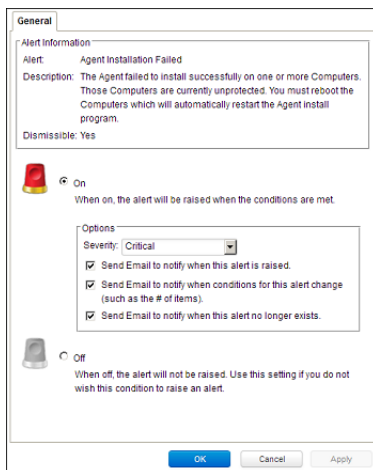 General
Alert Information
Alert: Agent Installation Failed
Description: The Agent failed to install successfully on one or more Computers.
Those Computers are currently unprotected. You must reboot the
Computers which will automatically restart the Agent install
program.
Dismissible: Yes
On
When on, the alert will be raised when the conditions are met.
Options
Severity: Critical
Send Email to notify when this alert is raised.
Send Email to notify when conditions for this alert change
(such as the # of items).
Send Email to notify when this alert no longer exists.
Off
When off, the alert will not be raised. Use this setting if you do not
wish this condition to raise an alert.
OK Cancel Apply